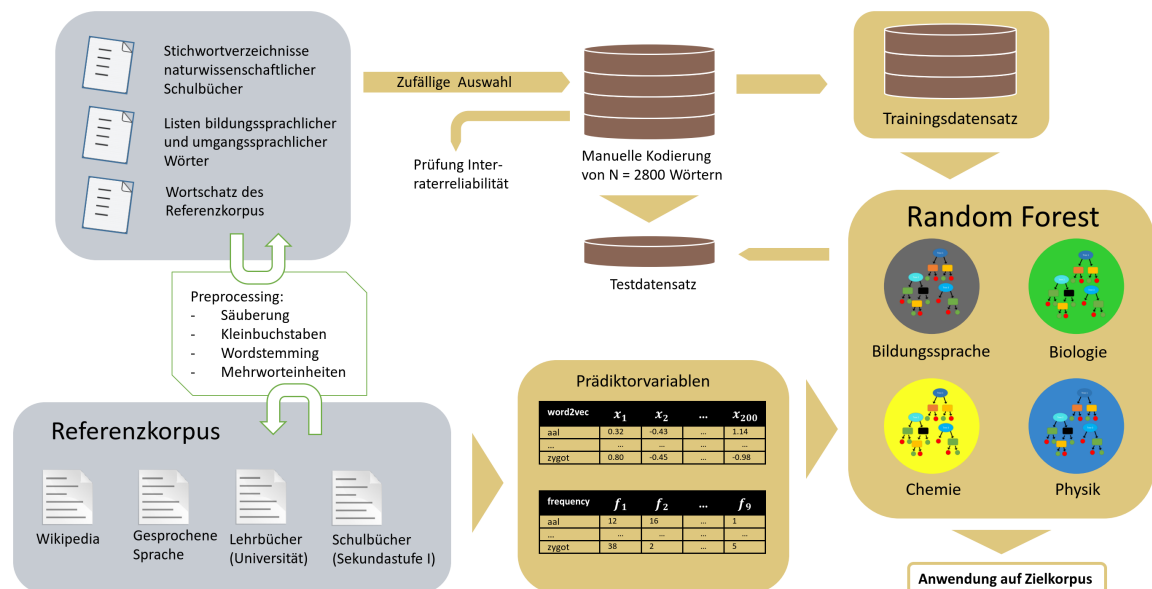 Stichwortverzeichnisse
naturwissenschaftlicher
Schulbücher
Listen bildungssprachlicher
und umgangssprachlicher
Wörter
Wortschatz des
Referenzkorpus
Zufällige Auswahl
Prüfung Inter-
raterreliabilität
Manuelle Kodierung
von N = 2800 Wörtern
Trainingsdatensatz
Testdatensatz
Preprocessing:
- Säuberung
- Kleinbuchstaben
- Wordstemming
- Mehrworteinheiten
Referenzkorpus
Wikipedia
Gesprochene
Sprache
Lehrbücher
(Universität)
Schulbücher
(Sekundastufe I)
Prädiktorvariablen
word2vec x1 x2 ... x200
aal 0.32 -0.43 ... 1.14
... ... ... ...
zygot 0.80 -0.45 ... -0.98
frequency f1 f2 ... f9
aal 12 16 ... 1
... ... ... ...
zygot 38 2 ... 5
Random Forest
Bildungssprache
Biologie
Chemie
Physik
Anwendung auf Zielkorpus